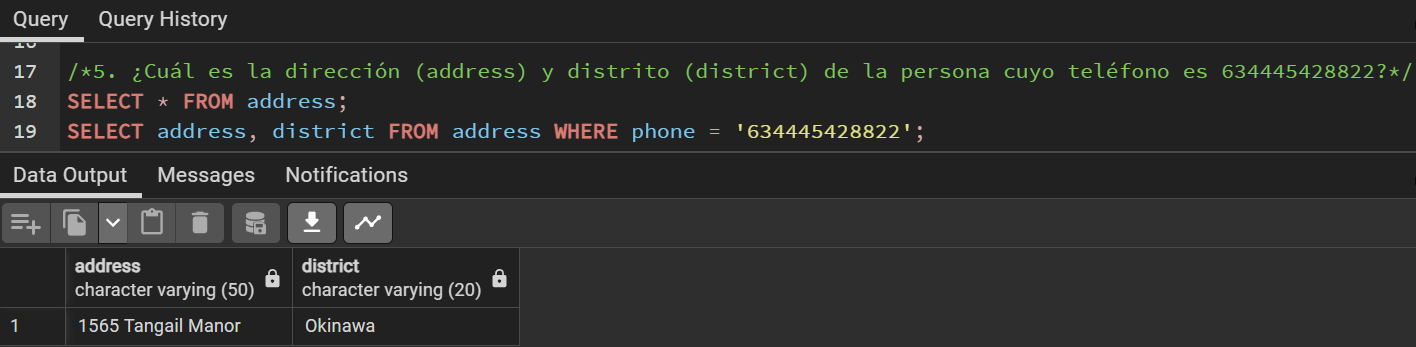 Query Query History
16
17 /*5. ¿Cuál es la dirección (address) y distrito (district) de la persona cuyo teléfono es 634445428822?*/
18 SELECT * FROM address;
19 SELECT address, district FROM address WHERE phone = '634445428822';
Data Output Messages Notifications
address district
character varying (50) character varying (20)
1 1565 Tangail Manor Okinawa